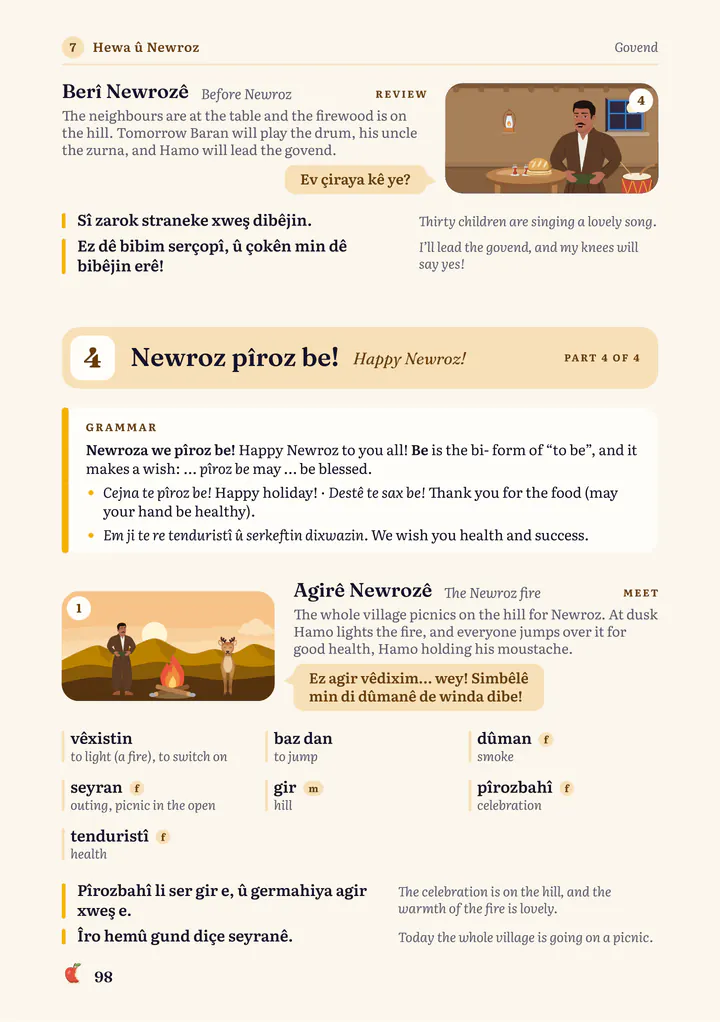 7 Hewa û Newroz
Govend
Berî Newrozê Before Newroz REVIEW
The neighbours are at the table and the firewood is on
the hill. Tomorrow Baran will play the drum, his uncle
the zurna, and Hamo will lead the govend.
Ev çiraya kê ye?
4
Sî zarok straneke xweş dibêjin.
Thirty children are singing a lovely song.
Ez dê bibim serçopî, û çokên min dê
bibêjin erê!
I'll lead the govend, and my knees will
say yes!
4 Newroz pîroz be! Happy Newroz! PART 4 OF 4
GRAMMAR
Newroza we pîroz be! Happy Newroz to you all! Be is the bi- form of “to be”, and it
makes a wish: … pîroz be may … be blessed.
• Cejna te pîroz be! Happy holiday! · Destê te sax be! Thank you for the food (may
your hand be healthy).
• Em ji te re tenduristî û serkeftin dixwazin. We wish you health and success.
1
Agirê Newrozê The Newroz fire MEET
The whole village picnics on the hill for Newroz. At dusk
Hamo lights the fire, and everyone jumps over it for
good health, Hamo holding his moustache.
Ez agir vêdixim… wey! Simbêlê
min di dûmanê de winda dibe!
vêxistin
to light (a fire), to switch on
baz dan
to jump
dûman f
smoke
seyran f
outing, picnic in the open
gir m
hill
pîrozbahî f
celebration
tenduristî f
health
Pîrozbahî li ser gir e, û germahiya agir
xweş e.
The celebration is on the hill, and the
warmth of the fire is lovely.
Îro hemû gund diçe seyranê.
Today the whole village is going on a picnic.
98